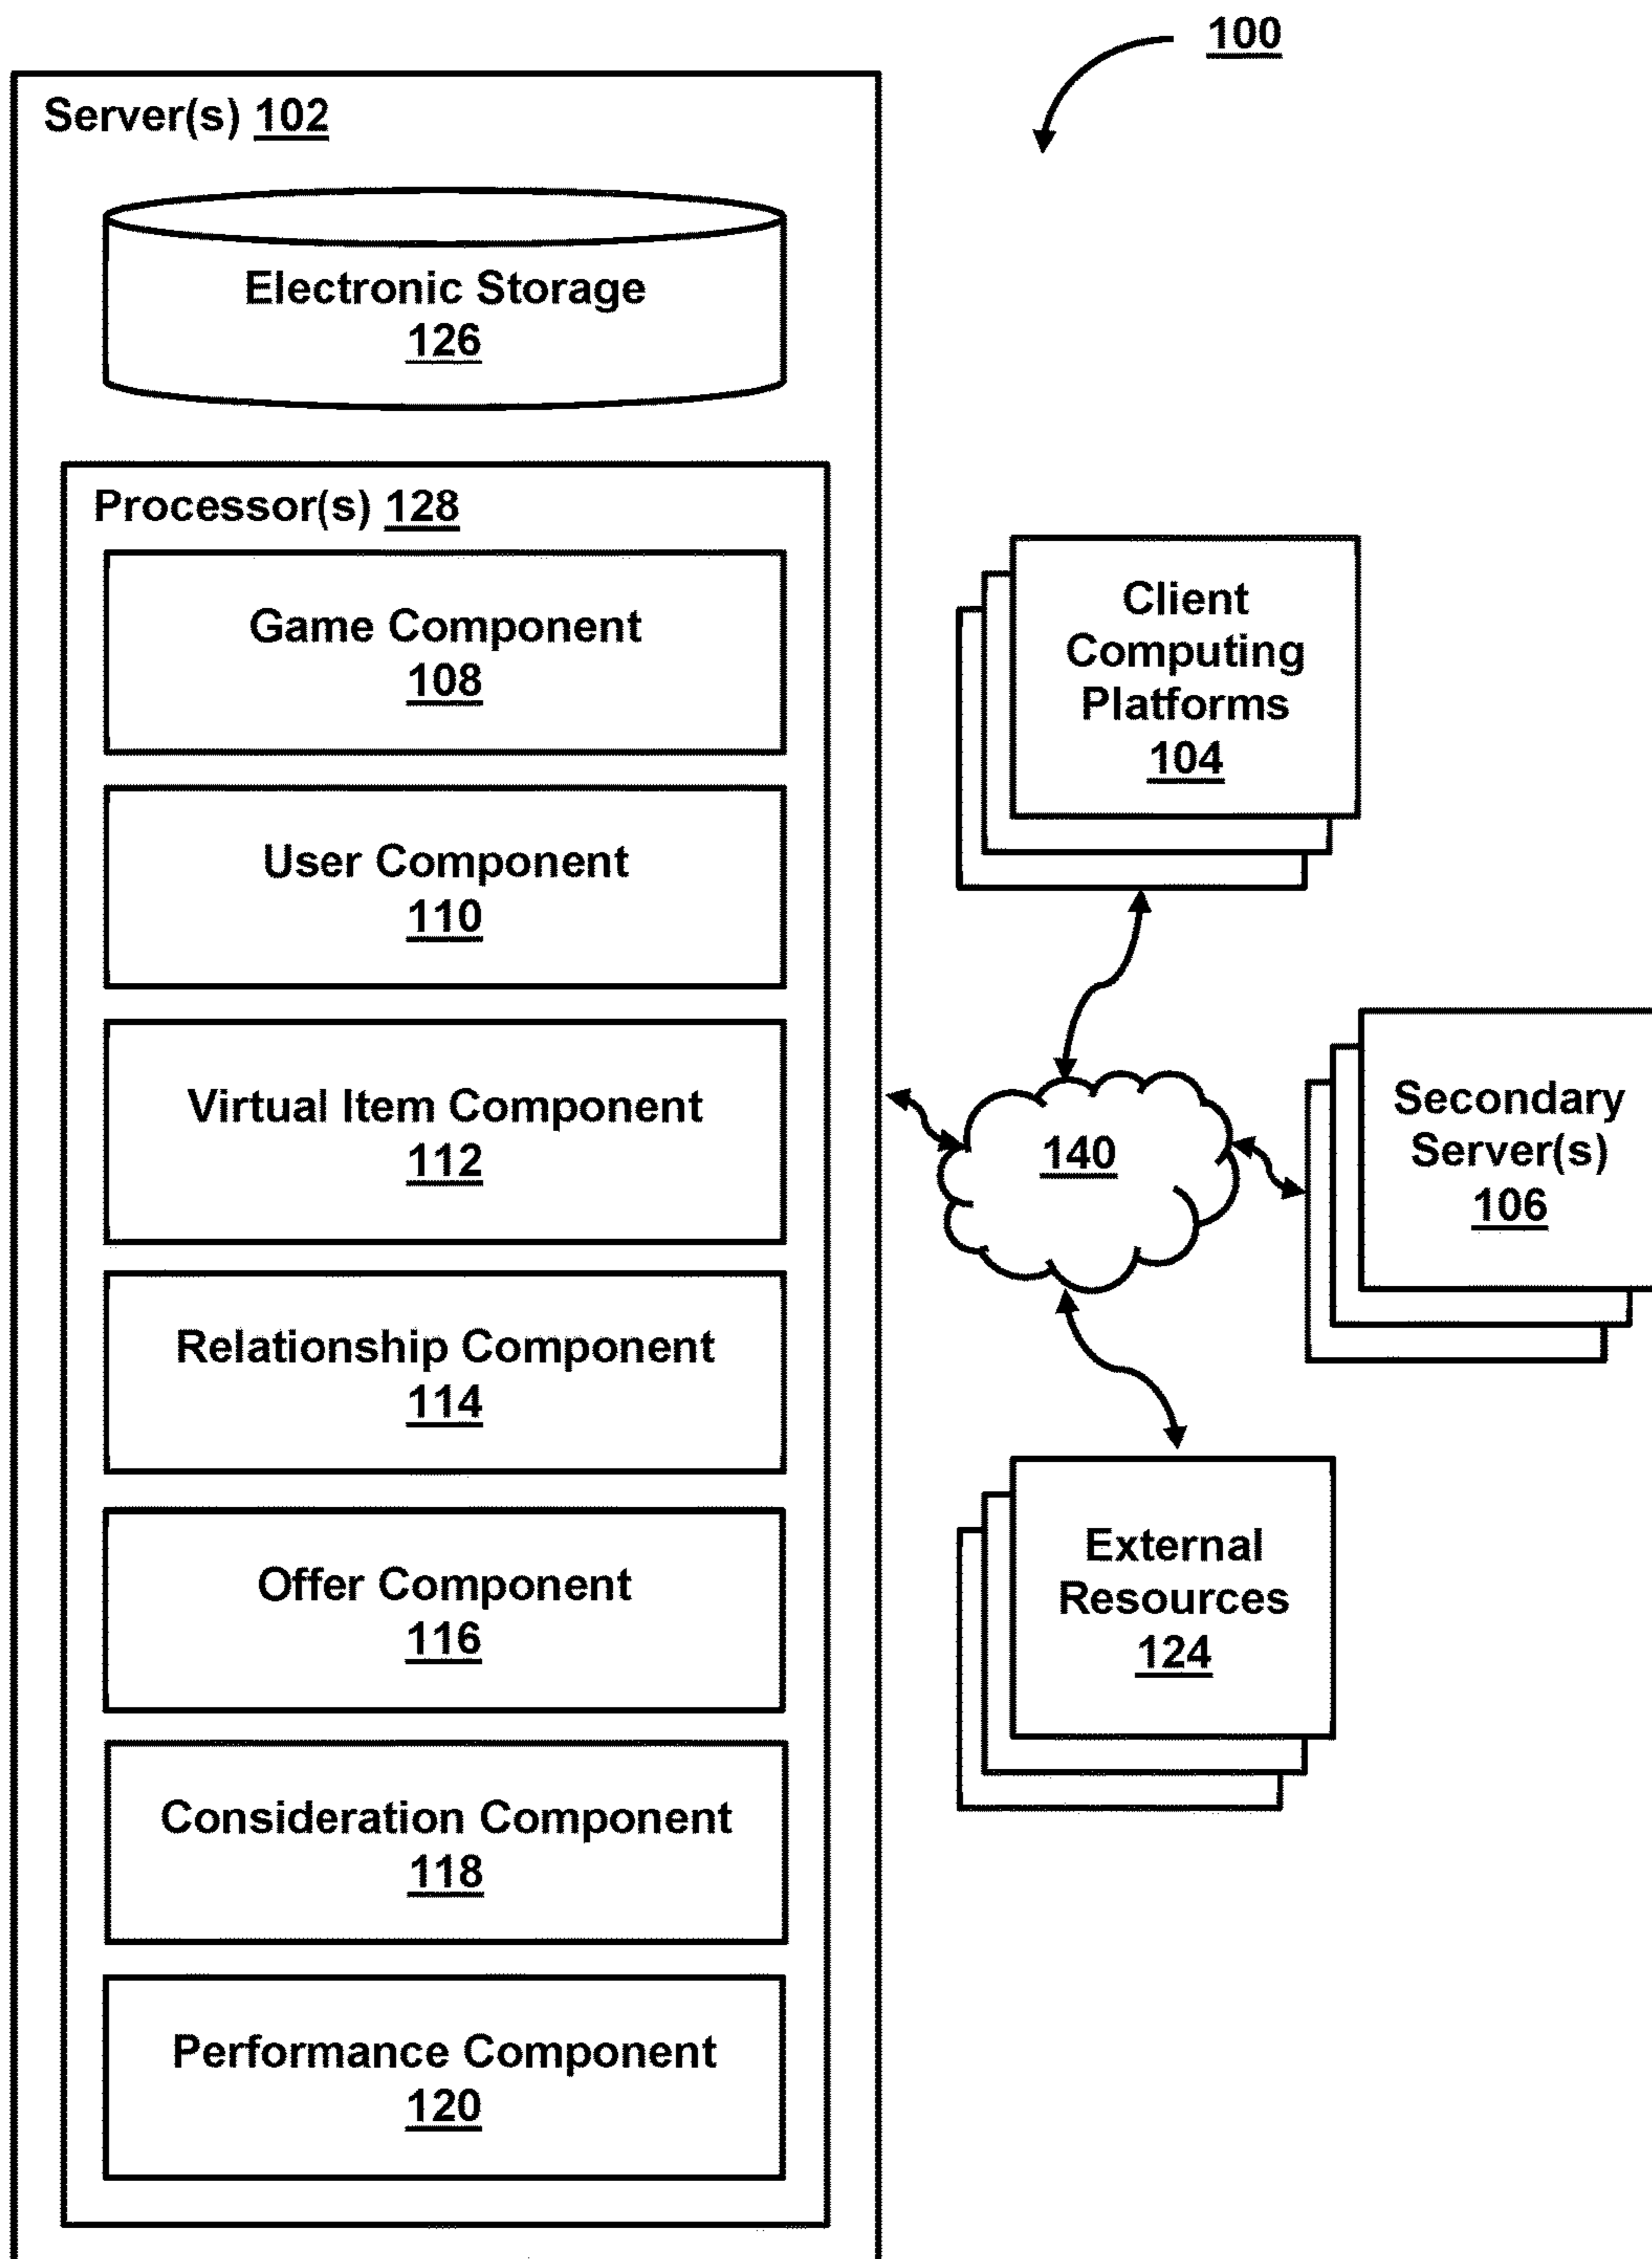 100
Server(s) 102
Electronic Storage
126
Processor(s) 128
Game Component
108
User Component
110
Virtual Item Component
112
Relationship Component
114
Offer Component
116
Consideration Component
118
Performance Component
120
Client
Computing
Platforms
104
140
Secondary
Server(s)
106
External
Resources
124